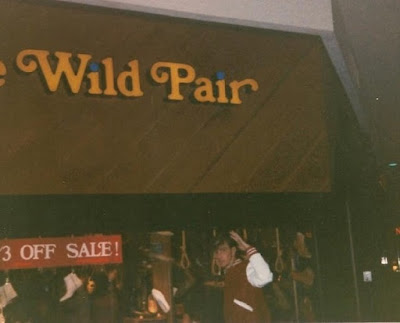 e Wild Pair
3 OFF SALE!